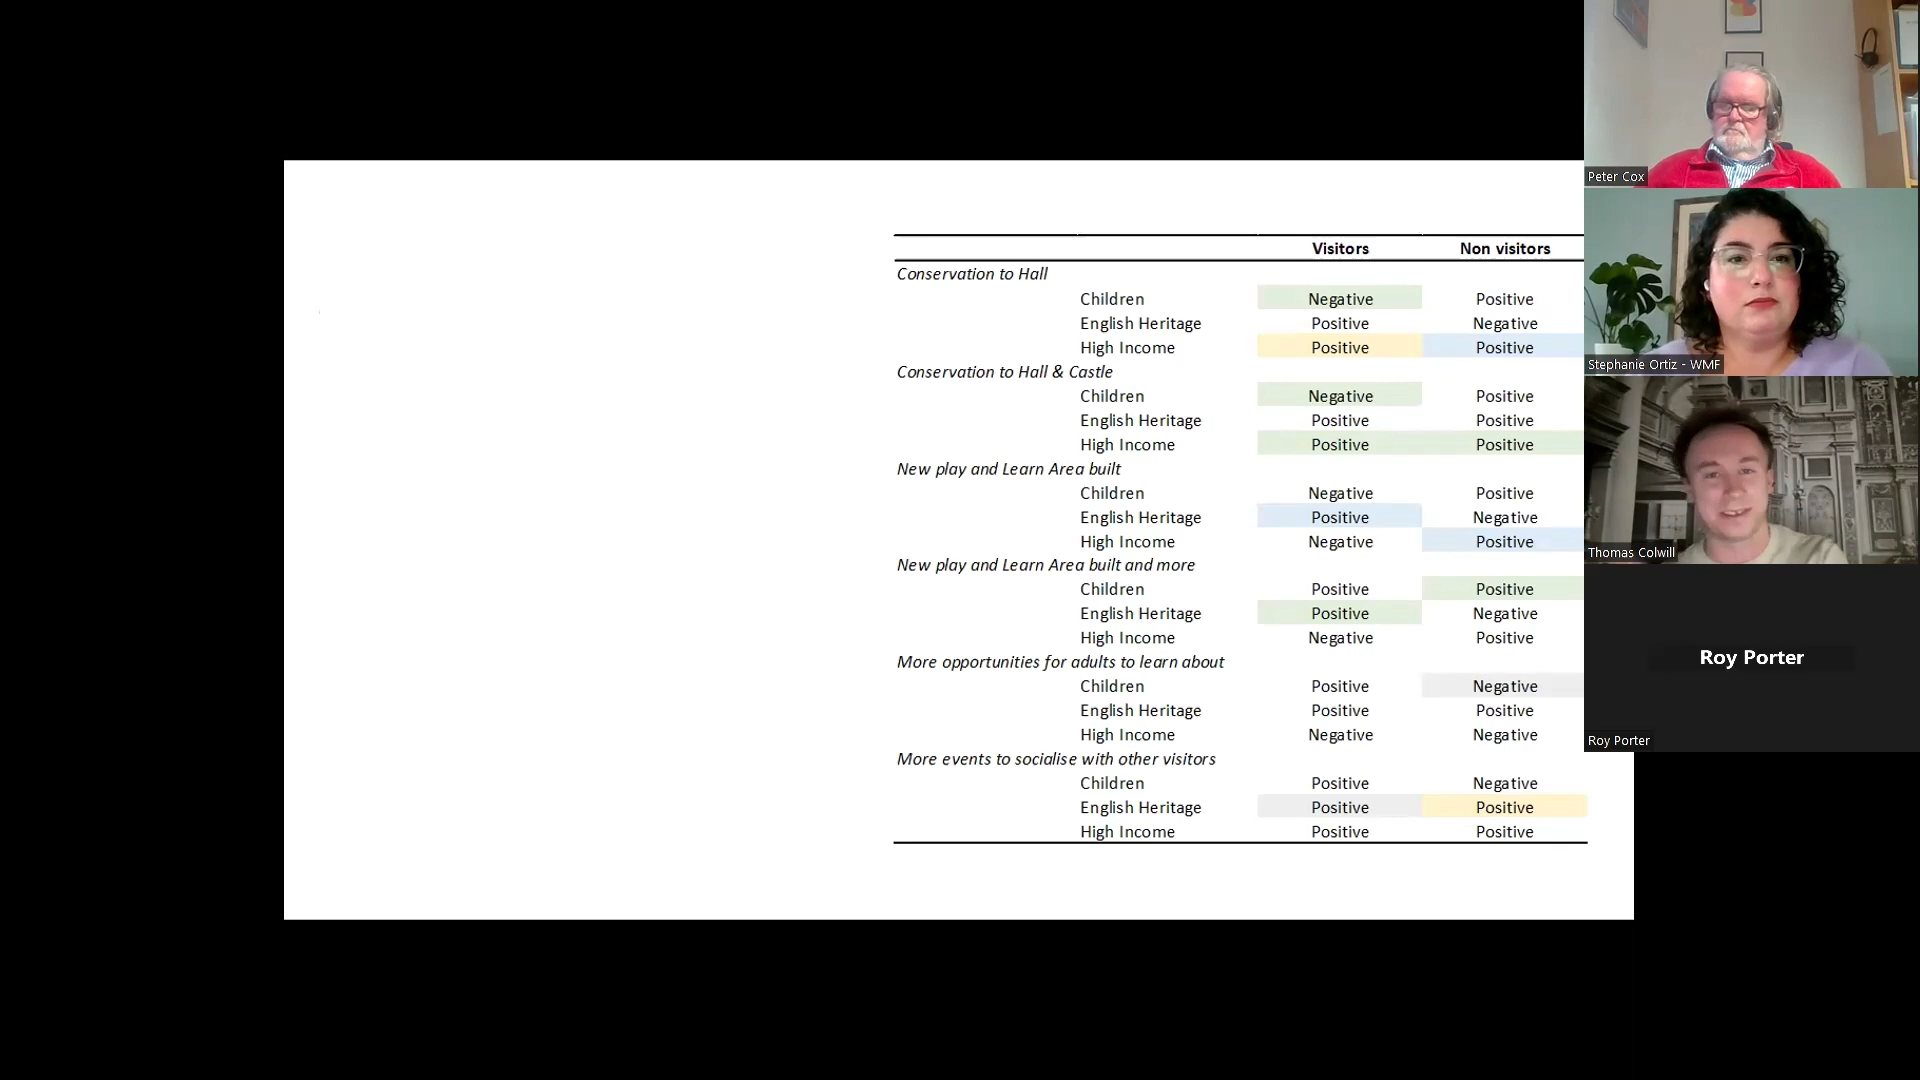 Visitors Non visitors
Conservation to Hall
Children Negative Positive
English Heritage Positive Negative
High Income Positive Positive
Conservation to Hall & Castle
Children Negative Positive
English Heritage Positive Positive
High Income Positive Positive
New play and Learn Area built
Children Negative Positive
English Heritage Positive Negative
High Income Negative Positive
New play and Learn Area built and more
Children Positive Positive
English Heritage Positive Negative
High Income Negative Positive
More opportunities for adults to learn about
Children Positive Negative
English Heritage Positive Positive
High Income Negative Negative
More events to socialise with other visitors
Children Positive Negative
English Heritage Positive Positive
High Income Positive Positive
Peter Cox
Stephanie Ortiz - WMF
Thomas Colwill
Roy Porter
Roy Porter